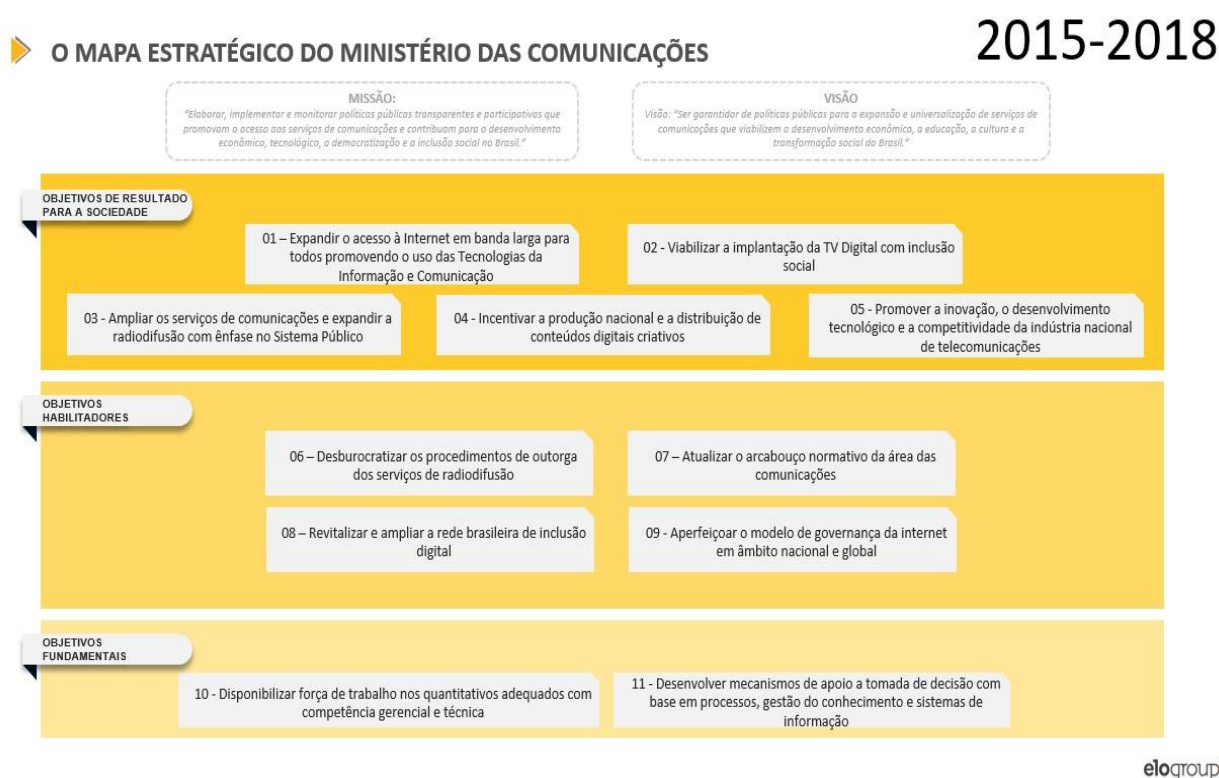 2015-2018
O MAPA ESTRATÉGICO DO MINISTÉRIO DAS COMUNICAÇÕES
MISSÃO:
"Elaborar, implementar e monitorar políticas públicas transparentes e participativas que
promovam o acesso aos serviços de comunicações e contribuam para o desenvolvimento
econômico, tecnológico, a democratização e a inclusão social no Brasil."
VISÃO
Visão: "Ser garantidor de políticas públicas para a expansão e universalização de serviços de
comunicações que viabilizem o desenvolvimento econômico, a educação, a cultura e a
transformação social do Brasil."
OBJETIVOS DE RESULTADO
PARA A SOCIEDADE
01 – Expandir o acesso à Internet em banda larga para
todos promovendo o uso das Tecnologias da
Informação e Comunicação
02 - Viabilizar a implantação da TV Digital com inclusão
social
03 - Ampliar os serviços de comunicações e expandir a
radiodifusão com ênfase no Sistema Público
04 - Incentivar a produção nacional e a distribuição de
conteúdos digitais criativos
05 - Promover a inovação, o desenvolvimento
tecnológico e a competitividade da indústria nacional
de telecomunicações
OBJETIVOS
HABILITADORES
06 – Desburocratizar os procedimentos de outorga
dos serviços de radiodifusão
07 – Atualizar o arcabouço normativo da área das
comunicações
08 – Revitalizar e ampliar a rede brasileira de inclusão
digital
09 - Aperfeiçoar o modelo de governança da internet
em âmbito nacional e global
OBJETIVOS
FUNDAMENTAIS
10 - Disponibilizar força de trabalho nos quantitativos adequados com
competência gerencial e técnica
11 - Desenvolver mecanismos de apoio a tomada de decisão com
base em processos, gestão do conhecimento e sistemas de
informação
elogroup